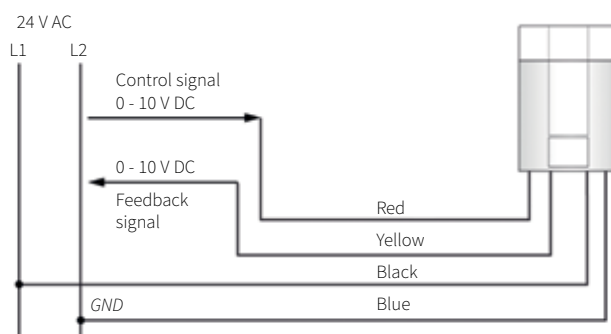 24 V AC
L1 L2
Control signal
0 - 10 V DC
0 - 10 V DC
Feedback
signal
Red
Yellow
Black
GND
Blue